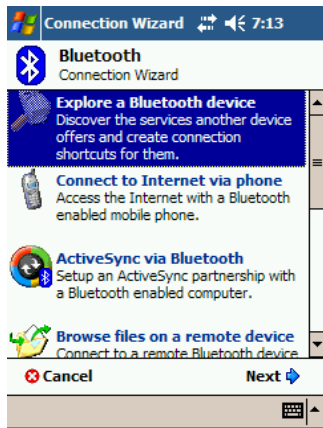 Connection Wizard 7:13
Bluetooth
Connection Wizard
Explore a Bluetooth device
Discover the services another device
offers and create connection
shortcuts for them.
Connect to Internet via phone
Access the Internet with a Bluetooth
enabled mobile phone.
ActiveSync via Bluetooth
Setup an ActiveSync partnership with
a Bluetooth enabled computer.
Browse files on a remote device
Connect to a remote Bluetooth device
Cancel Next